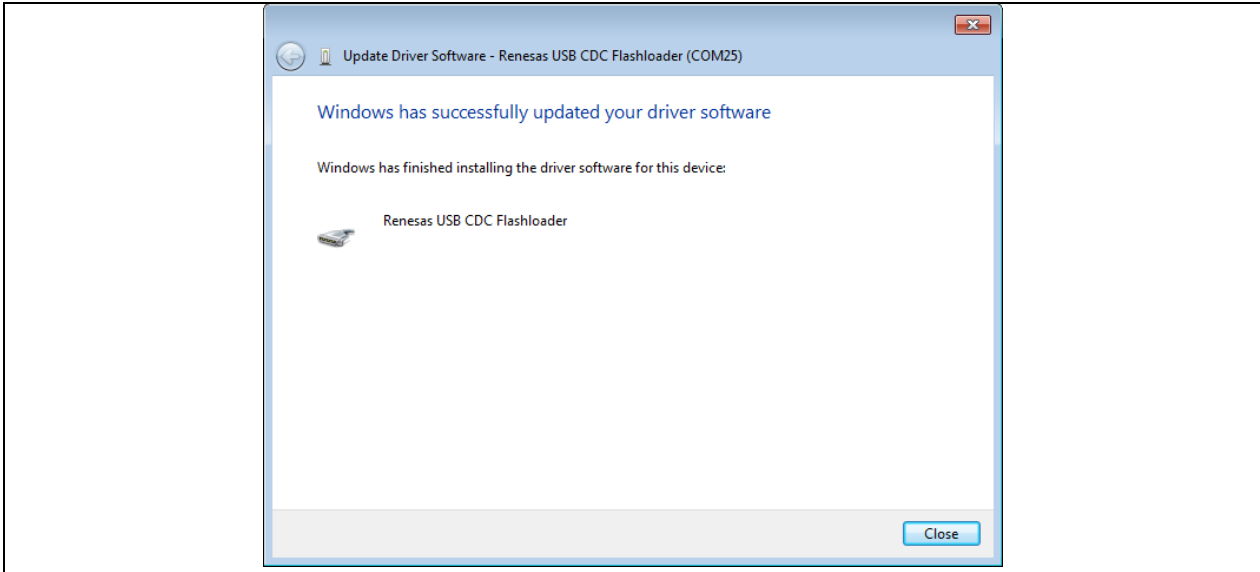 Update Driver Software - Renesas USB CDC Flashloader (COM25)
Windows has successfully updated your driver software
Windows has finished installing the driver software for this device:
Renesas USB CDC Flashloader
Close